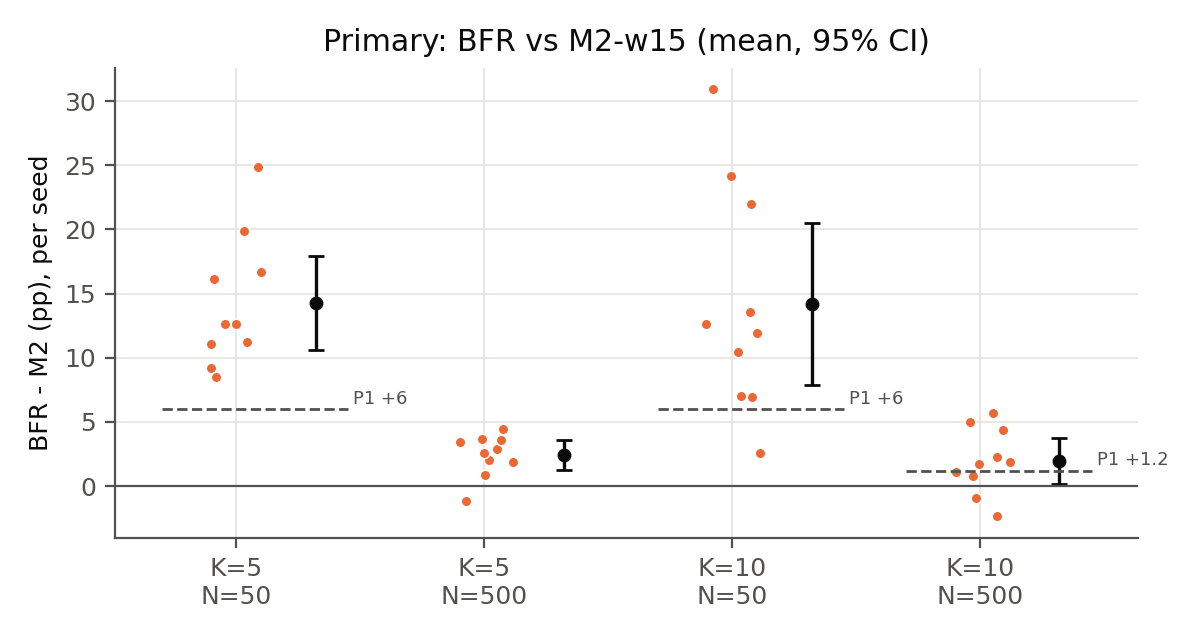 Primary: BFR vs M2-w15 (mean, 95% CI)
BFR - M2 (pp), per seed
30
25
20
15
10
5
0
P1 +6
P1 +6
P1 +1.2
K=5
N=50
K=5
N=500
K=10
N=50
K=10
N=500